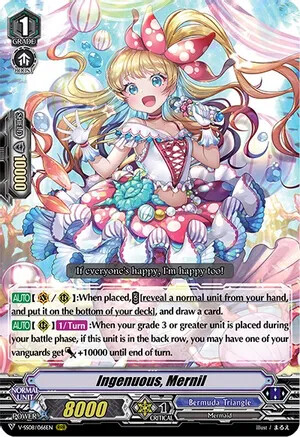 1
GRADE
BOOST
10000
If everyone's happy, I'm happy too!
AUTO [ / ]:When placed, [reveal a normal unit from your hand,
and put it on the bottom of your deck], and draw a card.
AUTO [ ] 1/Turn :When your grade 3 or greater unit is placed during
your battle phase, if this unit is in the back row, you may have one of your
vanguards get +10000 until end of turn.
Ingenuous, Mernil
NORMAL
UNIT
POWER
8000
1
CRITICAL
Bermuda Triangle
Mermaid
V-SS08/066EN RRR